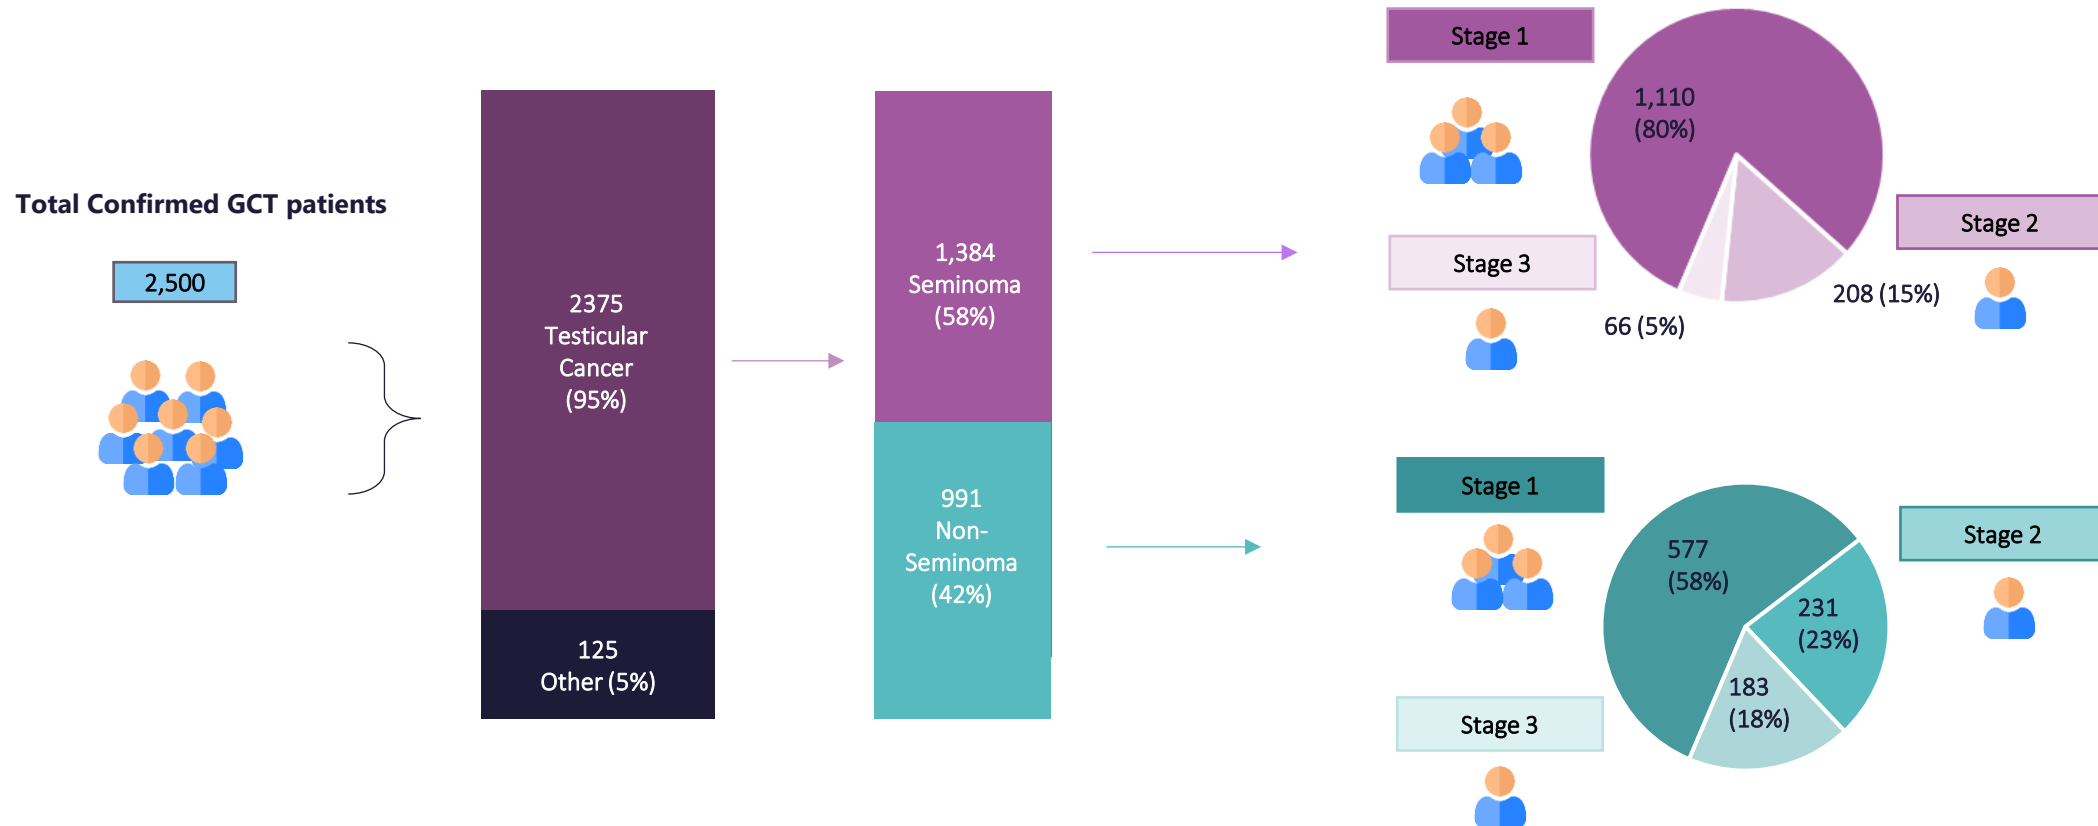 Total Confirmed GCT patients
2,500
2375
Testicular
Cancer
(95%)
125
Other (5%)
1,384
Seminoma
(58%)
991
Non-
Seminoma
(42%)
Stage 1
1,110
(80%)
Stage 2
208 (15%)
Stage 3
66 (5%)
Stage 1
577
(58%)
Stage 2
231
(23%)
183
(18%)
Stage 3